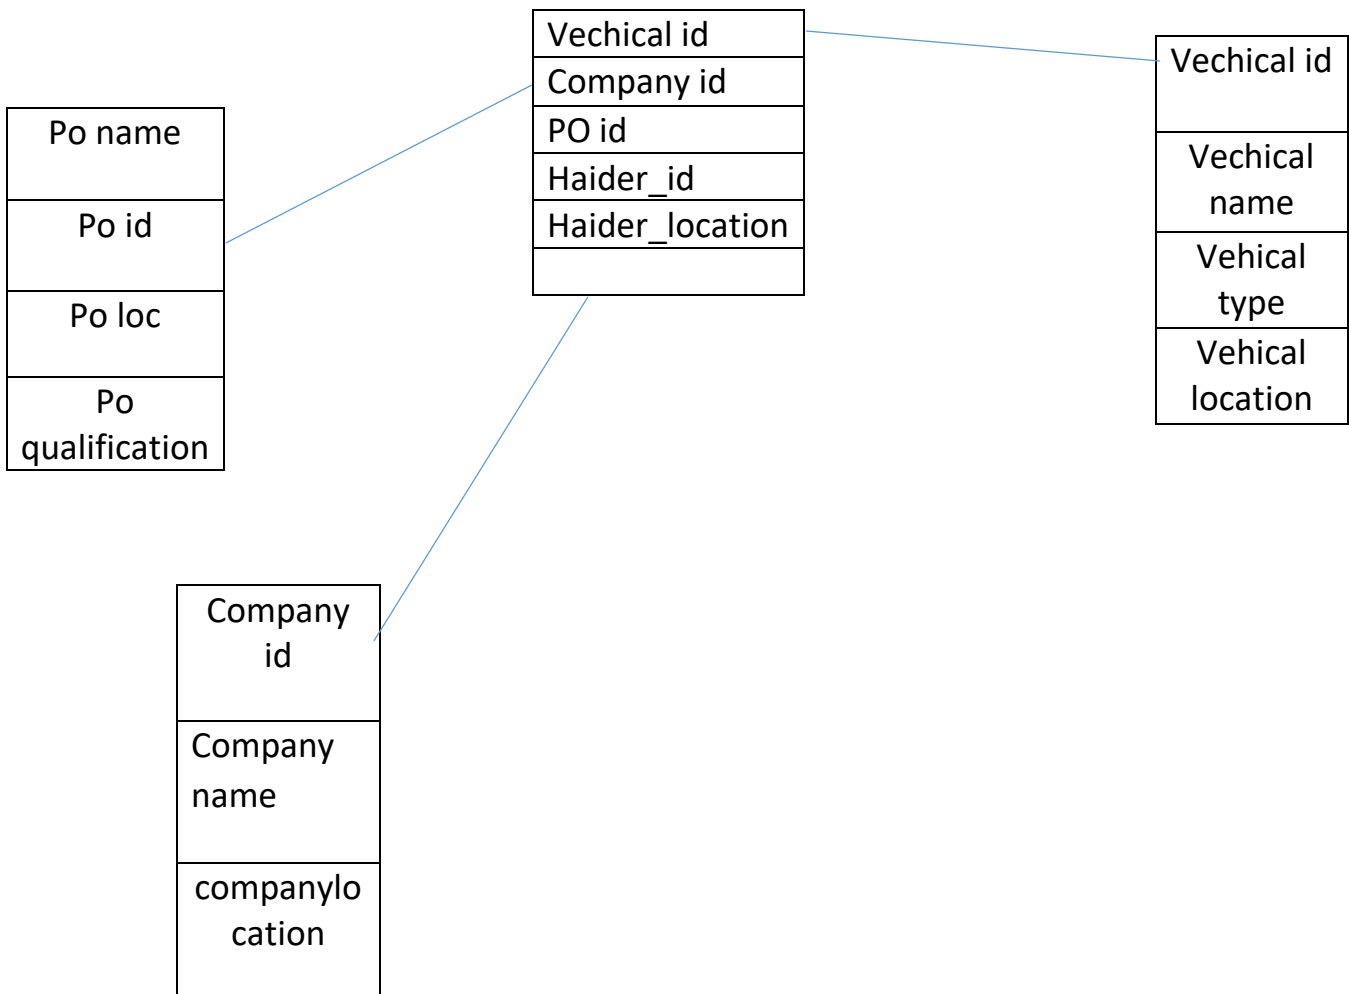 Po name
Po id
Po loc
Po
qualification
Vechical id
Company id
PO id
Haider_id
Haider_location
Vechical id
Vechical
name
Vehical
type
Vehical
location
Company
id
Company
name
companylo
cation